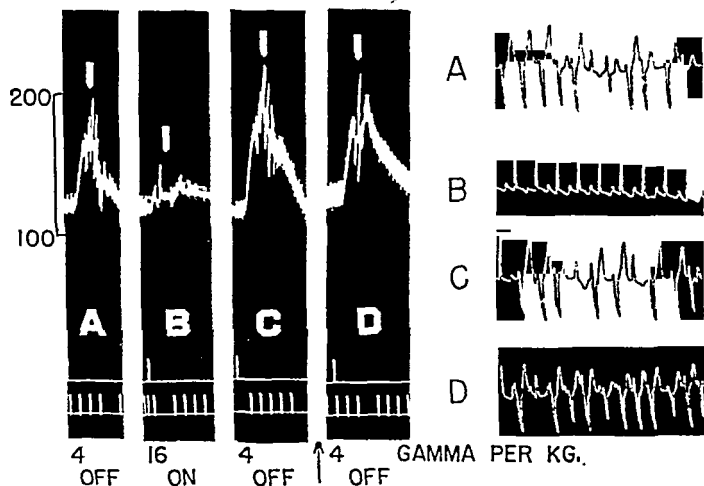 200
100
A B C D
4 16 4 4 GAMMA PER KG.
OFF ON OFF OFF
A
B
C
D